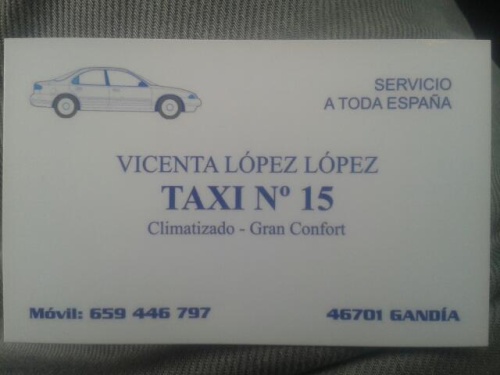 SERVICIO
A TODA ESPAÑA
VICENTA LÓPEZ LÓPEZ
TAXI Nº 15
Climatizado - Gran Confort
Móvil: 659 446 797
46701 GANDÍA